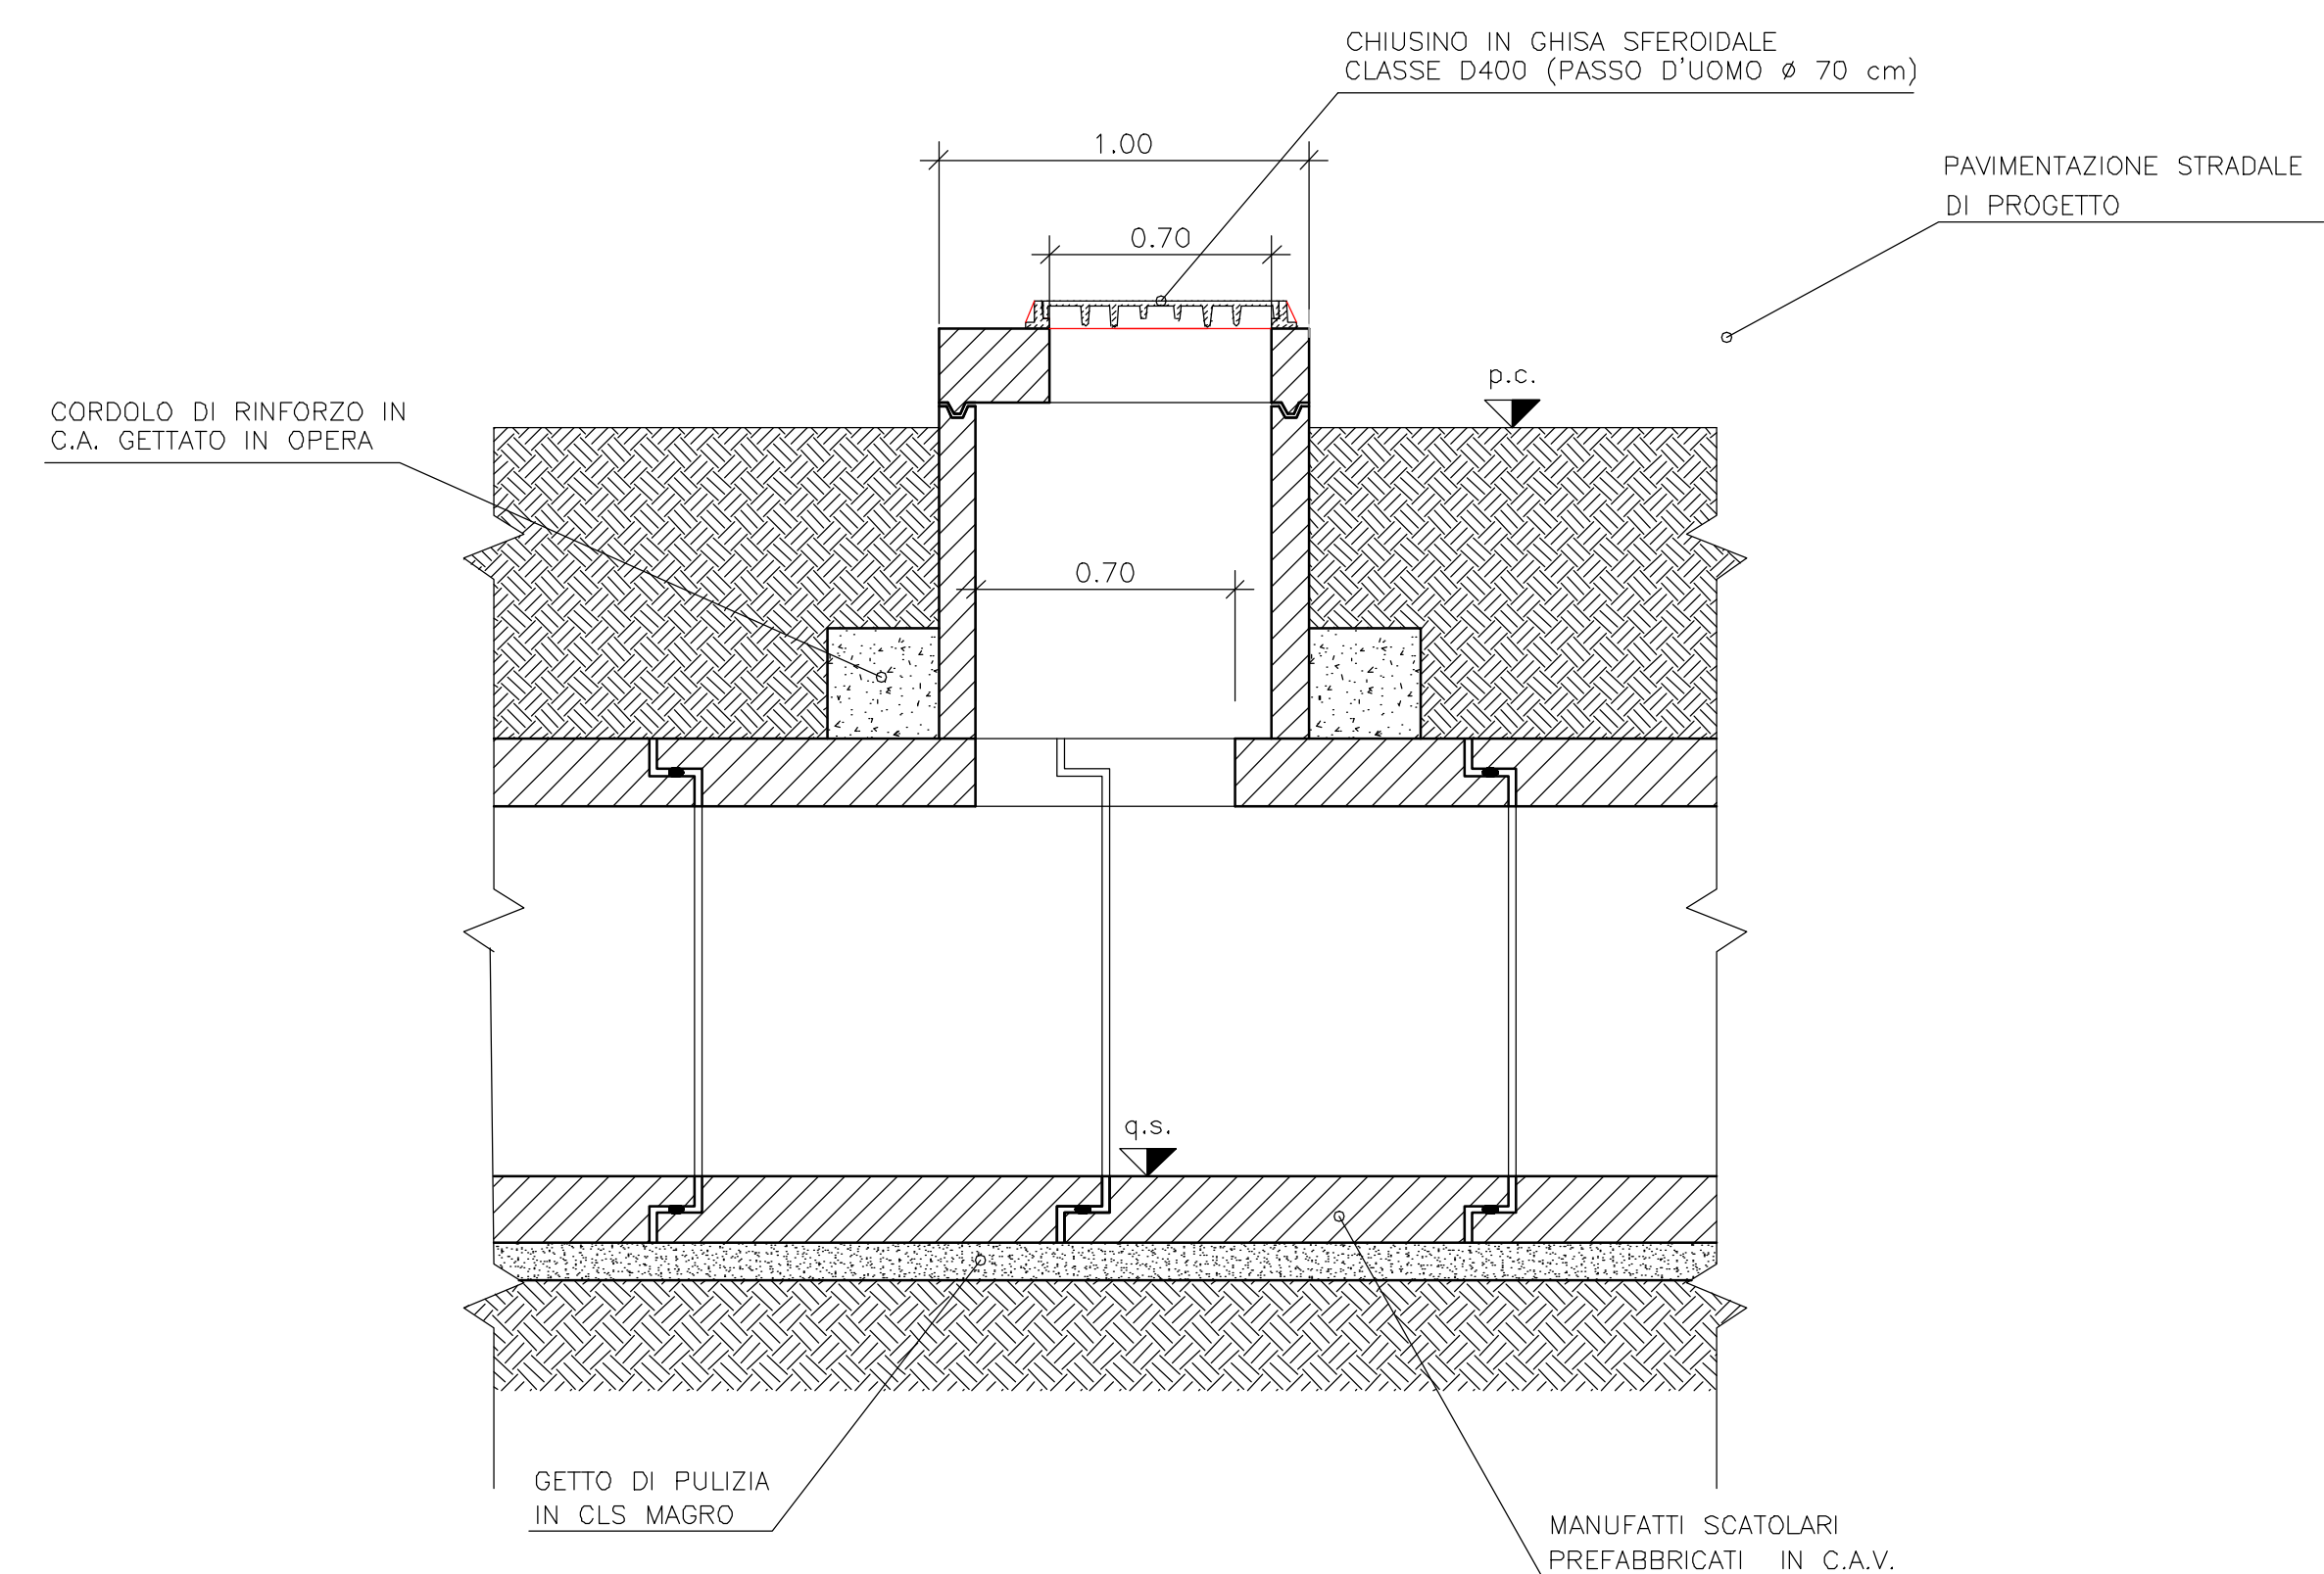 CHIUSINO IN GHISA SFEROIDALE
CLASSE D400 (PASSO D'UOMO Ø 70 cm)
1.00
PAVIMENTAZIONE STRADALE
DI PROGETTO
0.70
p.c.
CORDOLO DI RINFORZO IN
C.A. GETTATO IN OPERA
0.70
q.s.
GETTO DI PULIZIA
IN CLS MAGRO
MANUFATTI SCATOLARI
PREFABBRICATI IN C.A.V.